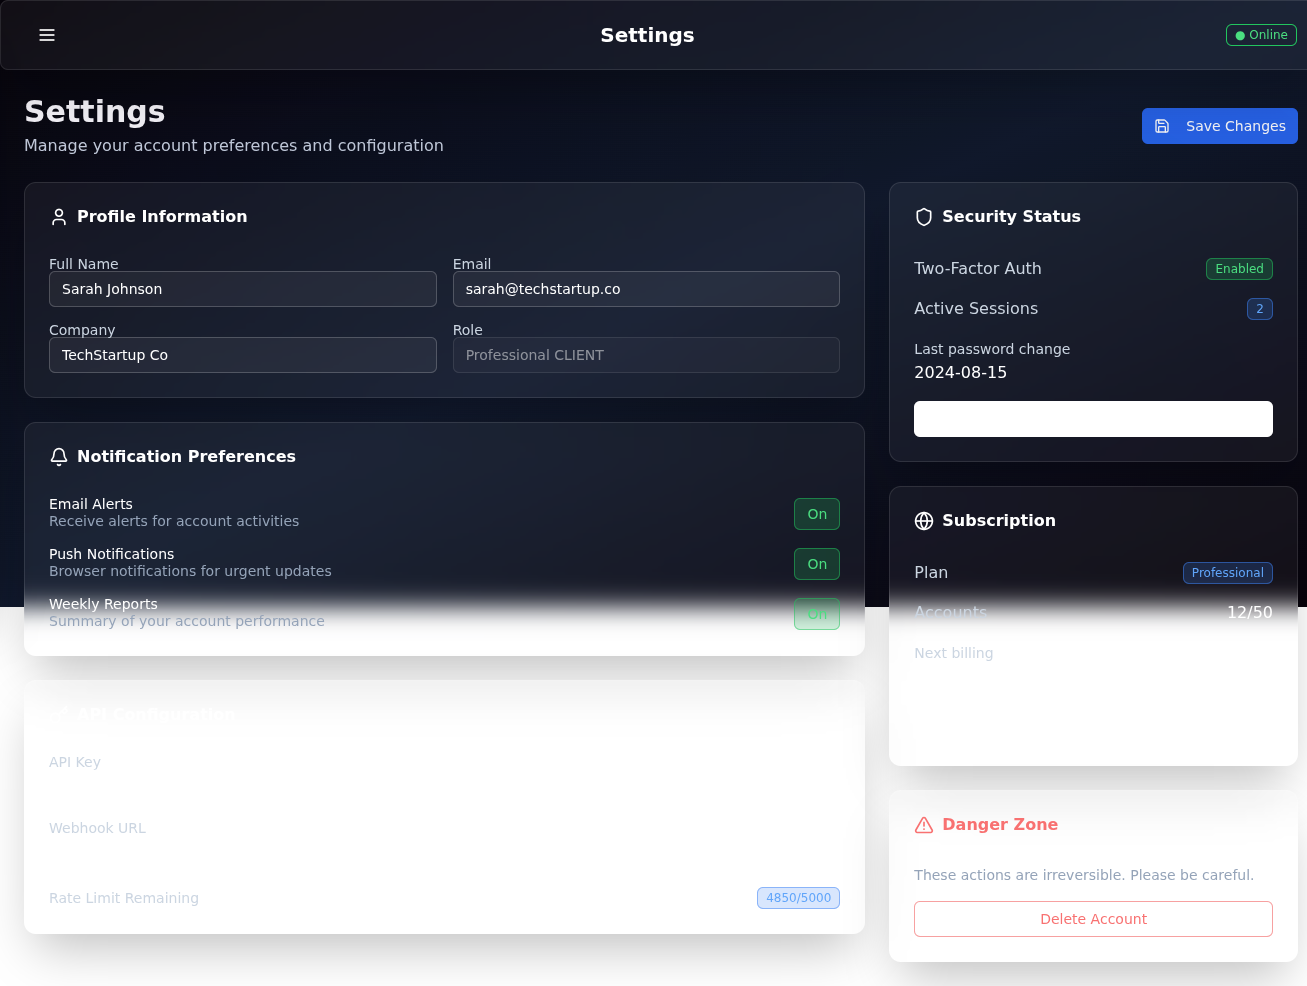 Settings
Online
Settings
Manage your account preferences and configuration
Save Changes
Profile Information
Full Name
Email
Sarah Johnson
sarah@techstartup.co
Company
Role
TechStartup Co
Professional CLIENT
Notification Preferences
Email Alerts
Receive alerts for account activities
On
Push Notifications
Browser notifications for urgent updates
On
Weekly Reports
Summary of your account performance
On
API Configuration
API Key
Webhook URL
Rate Limit Remaining
4850/5000
Security Status
Two-Factor Auth
Enabled
Active Sessions
2
Last password change
2024-08-15
Subscription
Plan
Professional
Accounts
12/50
Next billing
Danger Zone
These actions are irreversible. Please be careful.
Delete Account